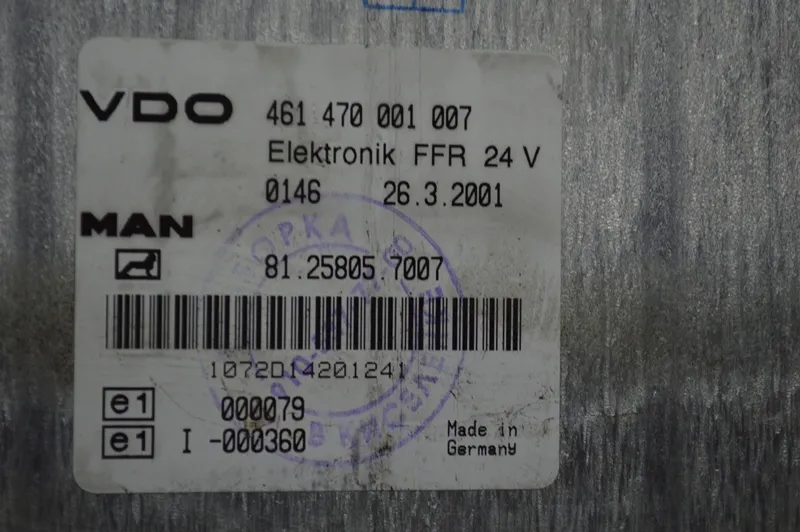 VDO 461 470 001 007
Elektronik FFR 24 V
0146 26.3.2001
MAN
81.25805.7007
1072D14201241
e1 000079
e1 I -000360
Made in
Germany